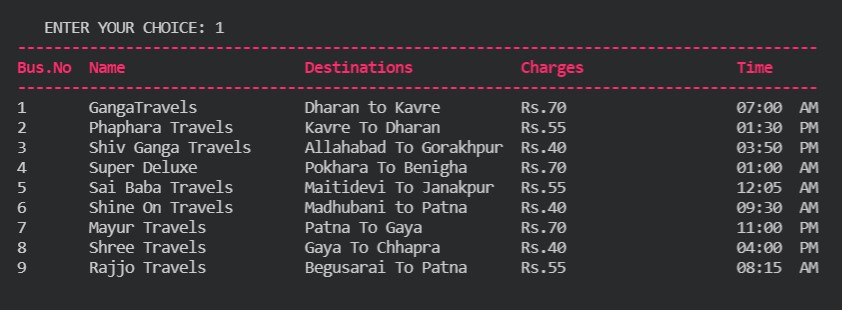 ENTER YOUR CHOICE: 1
-----------------------------------------------------------------------------------------
Bus.No  Name                    Destinations            Charges                 Time
-----------------------------------------------------------------------------------------
1       GangaTravels            Dharan to Kavre         Rs.70                   07:00  AM
2       Phaphara Travels        Kavre To Dharan         Rs.55                   01:30  PM
3       Shiv Ganga Travels      Allahabad To Gorakhpur  Rs.40                   03:50  PM
4       Super Deluxe            Pokhara To Benigha      Rs.70                   01:00  AM
5       Sai Baba Travels        Maitidevi To Janakpur   Rs.55                   12:05  AM
6       Shine On Travels        Madhubani to Patna      Rs.40                   09:30  AM
7       Mayur Travels           Patna To Gaya           Rs.70                   11:00  PM
8       Shree Travels           Gaya To Chhapra         Rs.40                   04:00  PM
9       Rajjo Travels           Begusarai To Patna      Rs.55                   08:15  AM